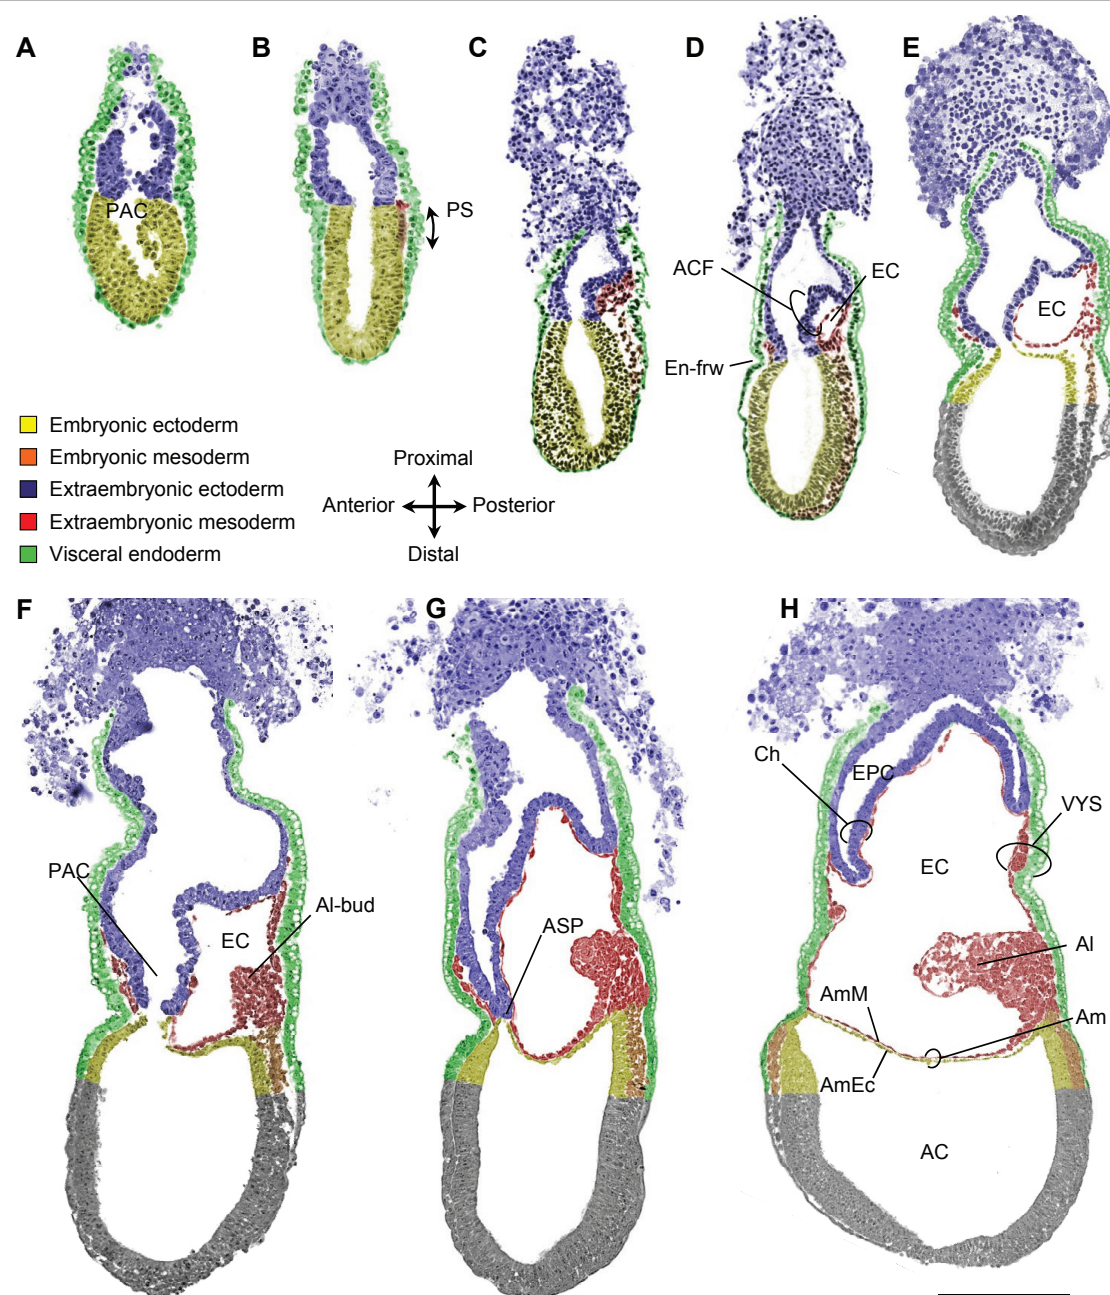 A
B
C
D
E
PAC
PS
ACF
EC
EC
En-frw
Embryonic ectoderm
Embryonic mesoderm
Extraembryonic ectoderm
Extraembryonic mesoderm
Visceral endoderm
Proximal
Anterior
Posterior
Distal
F
G
H
PAC
EC
Al-bud
ASP
Ch
EPC
VYS
EC
Al
AmM
Am
AmEc
AC